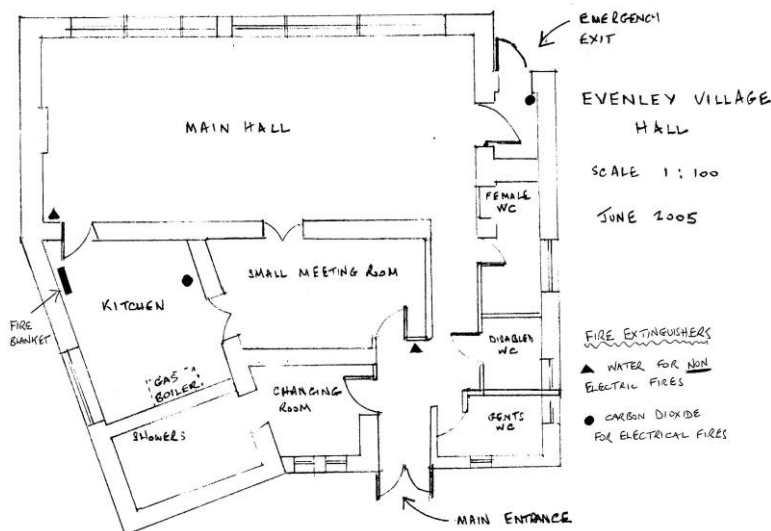 EMERGENCY
EXIT
EVENLEY VILLAGE
HALL
SCALE 1:100
JUNE 2005
MAIN HALL
FEMALE
WC
SMALL MEETING ROOM
KITCHEN
FIRE
BLANKET
GAS
BOILER
CHANGING
ROOM
SHOWERS
DISABLED
WC
GENTS
WC
MAIN ENTRANCE
FIRE EXTINGUISHERS
WATER FOR NON
ELECTRIC FIRES
CARBON DIOXIDE
FOR ELECTRICAL FIRES